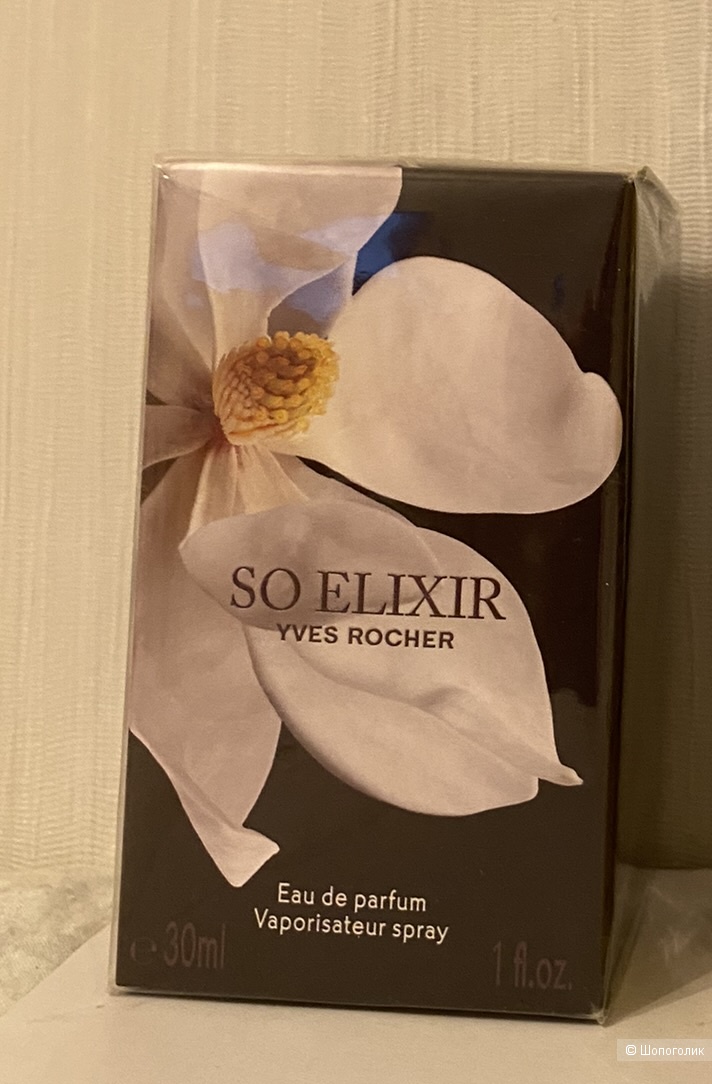 SO ELIXIR
YVES ROCHER
Eau de parfum
Vaporisateur spray
℮ 30ml 1 fl.oz.
© Шопоголик